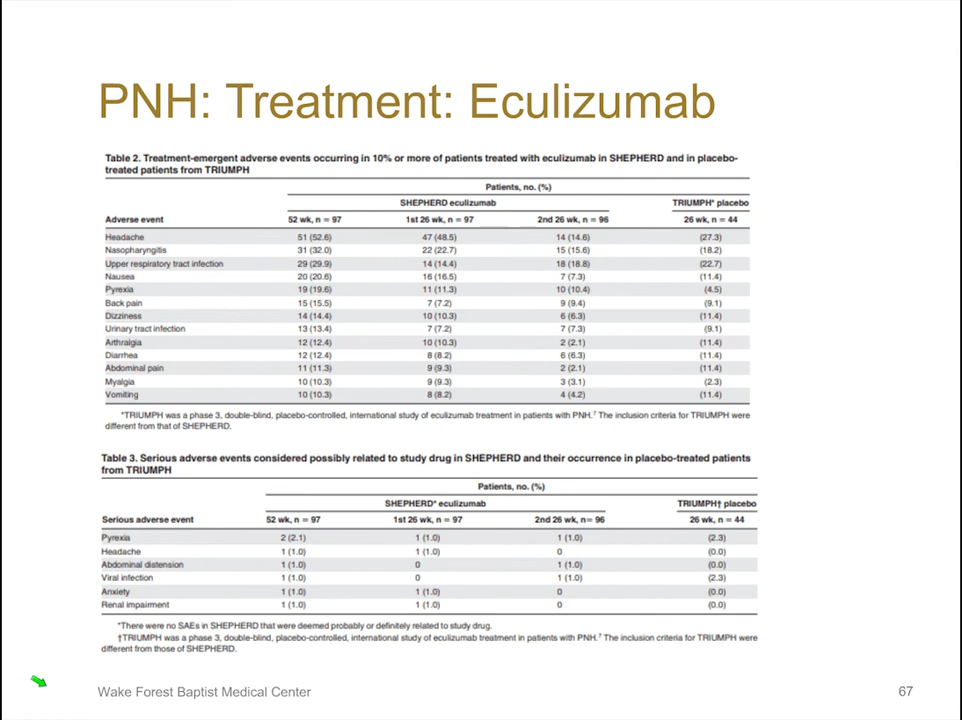 PNH: Treatment: Eculizumab
Table 2. Treatment-emergent adverse events occurring in 10% or more of patients treated with eculizumab in SHEPHERD and in placebo-
treated patients from TRIUMPH
Patients, no. (%)
SHEPHERD eculizumab TRIUMPH* placebo
Adverse event 52 wk, n = 97 1st 26 wk, n = 97 2nd 26 wk, n = 96 26 wk, n = 44
Headache 51 (52.6) 47 (48.5) 14 (14.6) (27.3)
Nasopharyngitis 31 (32.0) 22 (22.7) 15 (15.6) (18.2)
Upper respiratory tract infection 29 (29.9) 14 (14.4) 18 (18.8) (22.7)
Nausea 20 (20.6) 16 (16.5) 7 (7.3) (11.4)
Pyrexia 19 (19.6) 11 (11.3) 10 (10.4) (4.5)
Back pain 15 (15.5) 7 (7.2) 9 (9.4) (9.1)
Dizziness 14 (14.4) 10 (10.3) 6 (6.3) (11.4)
Urinary tract infection 13 (13.4) 7 (7.2) 7 (7.3) (9.1)
Arthralgia 12 (12.4) 10 (10.3) 2 (2.1) (11.4)
Diarrhea 12 (12.4) 8 (8.2) 6 (6.3) (11.4)
Abdominal pain 11 (11.3) 9 (9.3) 2 (2.1) (11.4)
Myalgia 10 (10.3) 9 (9.3) 3 (3.1) (2.3)
Vomiting 10 (10.3) 8 (8.2) 4 (4.2) (11.4)
*TRIUMPH was a phase 3, double-blind, placebo-controlled, international study of eculizumab treatment in patients with PNH.7 The inclusion criteria for TRIUMPH were
different from that of SHEPHERD.
Table 3. Serious adverse events considered possibly related to study drug in SHEPHERD and their occurrence in placebo-treated patients
from TRIUMPH
Patients, no. (%)
SHEPHERD* eculizumab TRIUMPH† placebo
Serious adverse event 52 wk, n = 97 1st 26 wk, n = 97 2nd 26 wk, n= 96 26 wk, n = 44
Pyrexia 2 (2.1) 1 (1.0) 1 (1.0) (2.3)
Headache 1 (1.0) 1 (1.0) 0 (0.0)
Abdominal distension 1 (1.0) 0 1 (1.0) (0.0)
Viral infection 1 (1.0) 0 1 (1.0) (2.3)
Anxiety 1 (1.0) 1 (1.0) 0 (0.0)
Renal impairment 1 (1.0) 1 (1.0) 0 (0.0)
*There were no SAEs in SHEPHERD that were deemed probably or definitely related to study drug.
†TRIUMPH was a phase 3, double-blind, placebo-controlled, international study of eculizumab treatment in patients with PNH.7 The inclusion criteria for TRIUMPH were
different from those of SHEPHERD.
Wake Forest Baptist Medical Center 67